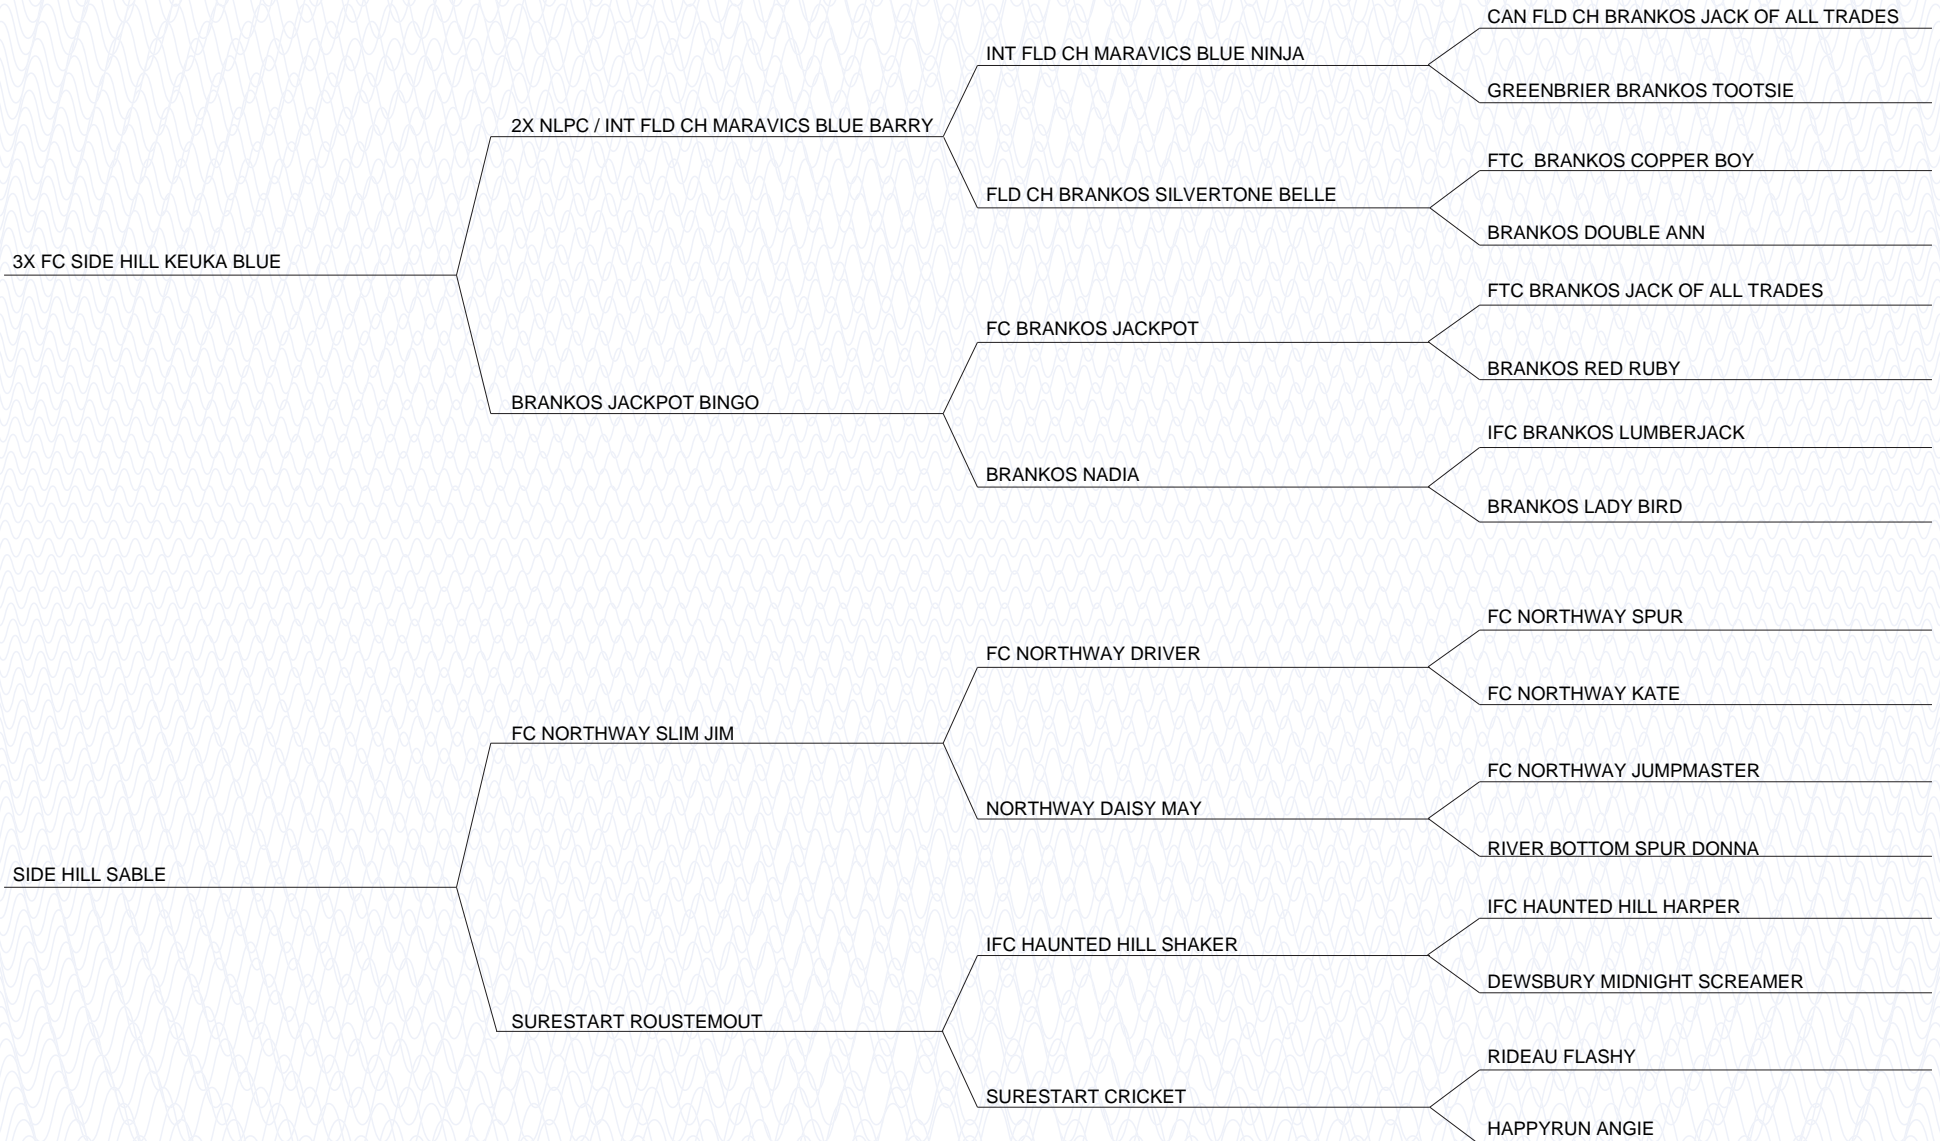 CAN FLD CH BRANKOS JACK OF ALL TRADES
INT FLD CH MARAVICS BLUE NINJA
GREENBRIER BRANKOS TOOTSIE
2X NLPC / INT FLD CH MARAVICS BLUE BARRY
FTC  BRANKOS COPPER BOY
FLD CH BRANKOS SILVERTONE BELLE
BRANKOS DOUBLE ANN
3X FC SIDE HILL KEUKA BLUE
FTC BRANKOS JACK OF ALL TRADES
FC BRANKOS JACKPOT
BRANKOS RED RUBY
BRANKOS JACKPOT BINGO
IFC BRANKOS LUMBERJACK
BRANKOS NADIA
BRANKOS LADY BIRD
FC NORTHWAY SPUR
FC NORTHWAY DRIVER
FC NORTHWAY KATE
FC NORTHWAY SLIM JIM
FC NORTHWAY JUMPMASTER
NORTHWAY DAISY MAY
RIVER BOTTOM SPUR DONNA
SIDE HILL SABLE
IFC HAUNTED HILL HARPER
IFC HAUNTED HILL SHAKER
DEWSBURY MIDNIGHT SCREAMER
SURESTART ROUSTEMOUT
RIDEAU FLASHY
SURESTART CRICKET
HAPPYRUN ANGIE